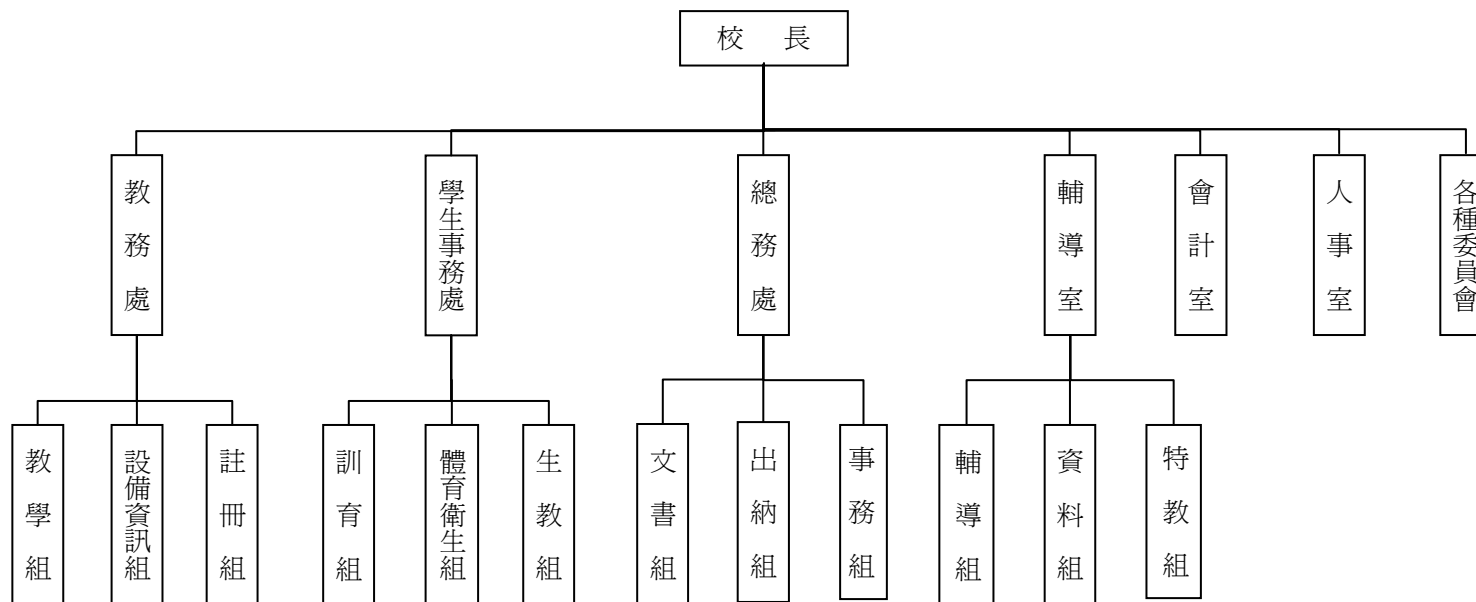 校長
教務處
學生事務處
總務處
輔導室
會計室
人事室
各種委員會
教學組
設備資訊組
註冊組
訓育組
體育衛生組
生教組
文書組
出納組
事務組
輔導組
資料組
特教組